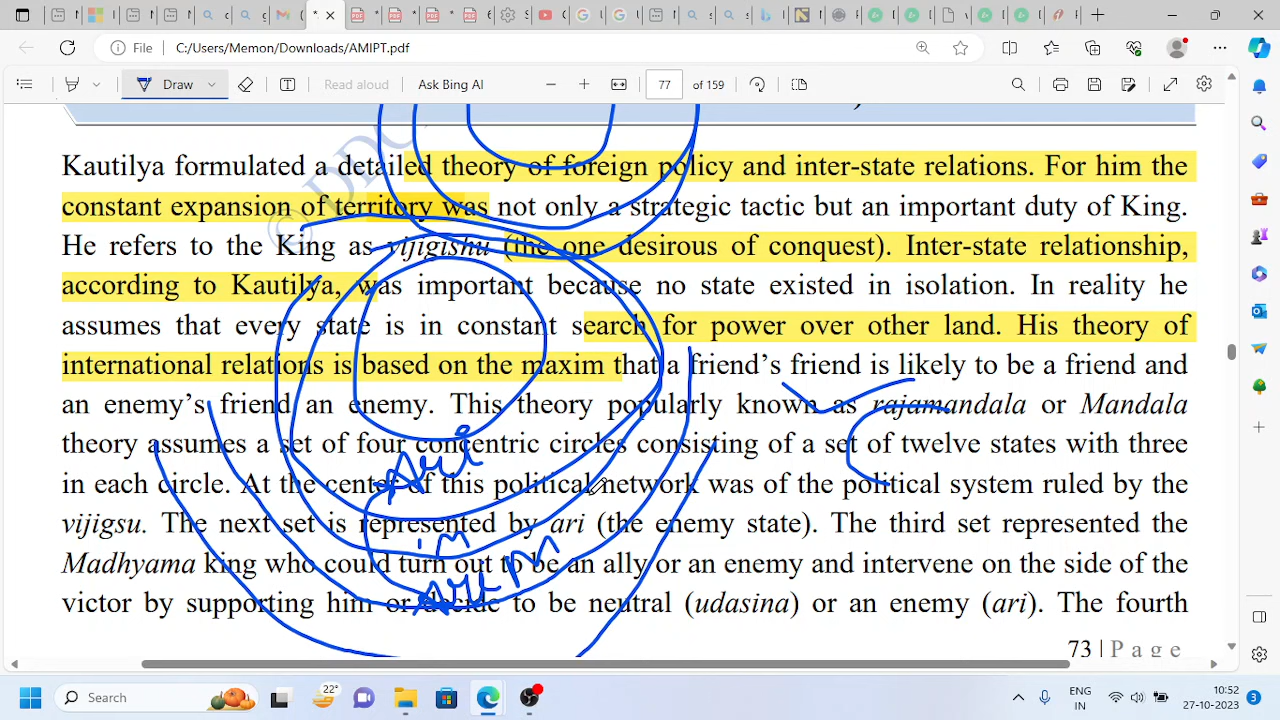 File
C:/Users/Memon/Downloads/AMIPT.pdf
Draw
Read aloud
Ask Bing AI
77
of 159
Kautilya formulated a detailed theory of foreign policy and inter-state relations. For him the
constant expansion of territory was not only a strategic tactic but an important duty of King.
He refers to the King as vijigishu (the one desirous of conquest). Inter-state relationship,
according to Kautilya, was important because no state existed in isolation. In reality he
assumes that every state is in constant search for power over other land. His theory of
international relations is based on the maxim that a friend's friend is likely to be a friend and
an enemy's friend an enemy. This theory popularly known as rajamandala or Mandala
theory assumes a set of four concentric circles consisting of a set of twelve states with three
in each circle. At the center of this political network was of the political system ruled by the
vijigsu. The next set is represented by ari (the enemy state). The third set represented the
Madhyama king who could turn out to be an ally or an enemy and intervene on the side of the
victor by supporting him or decide to be neutral (udasina) or an enemy (ari). The fourth
Ari
m
Ari m
73 | Page
Search
22°
ENG
IN
10:52
27-10-2023
3